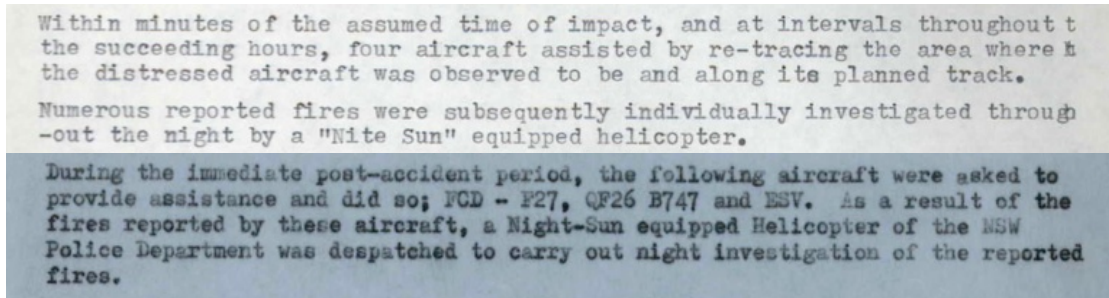 Within minutes of the assumed time of impact, and at intervals throughout t
the succeeding hours, four aircraft assisted by re-tracing the area where h
the distressed aircraft was observed to be and along its planned track.
Numerous reported fires were subsequently individually investigated through
-out the night by a "Nite Sun" equipped helicopter.
During the immediate post-accident period, the following aircraft were asked to
provide assistance and did so; FCD - F27, QF26 B747 and ESV. As a result of the
fires reported by these aircraft, a Night-Sun equipped Helicopter of the NSW
Police Department was despatched to carry out night investigation of the reported
fires.